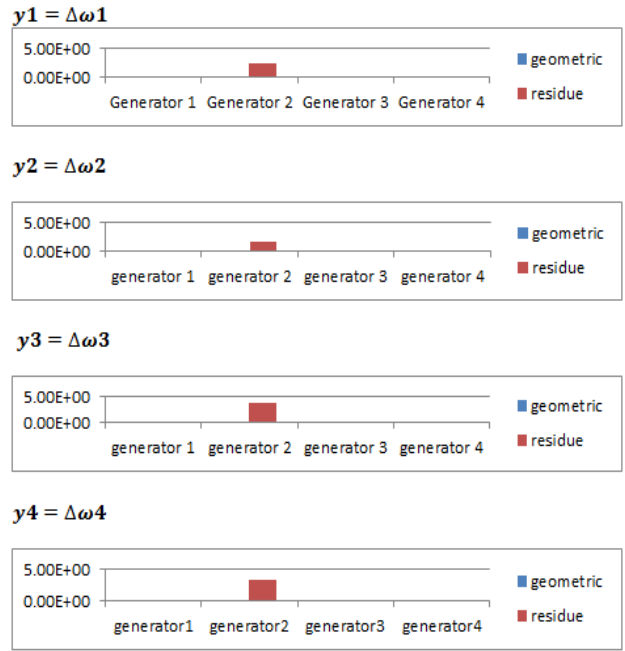 y1 = Δω1
5.00E+00
0.00E+00
Generator 1 Generator 2 Generator 3 Generator 4
geometric
residue
y2 = Δω2
5.00E+00
0.00E+00
generator 1 generator 2 generator 3 generator 4
geometric
residue
y3 = Δω3
5.00E+00
0.00E+00
generator 1 generator 2 generator 3 generator 4
geometric
residue
y4 = Δω4
5.00E+00
0.00E+00
generator1 generator2 generator3 generator4
geometric
residue